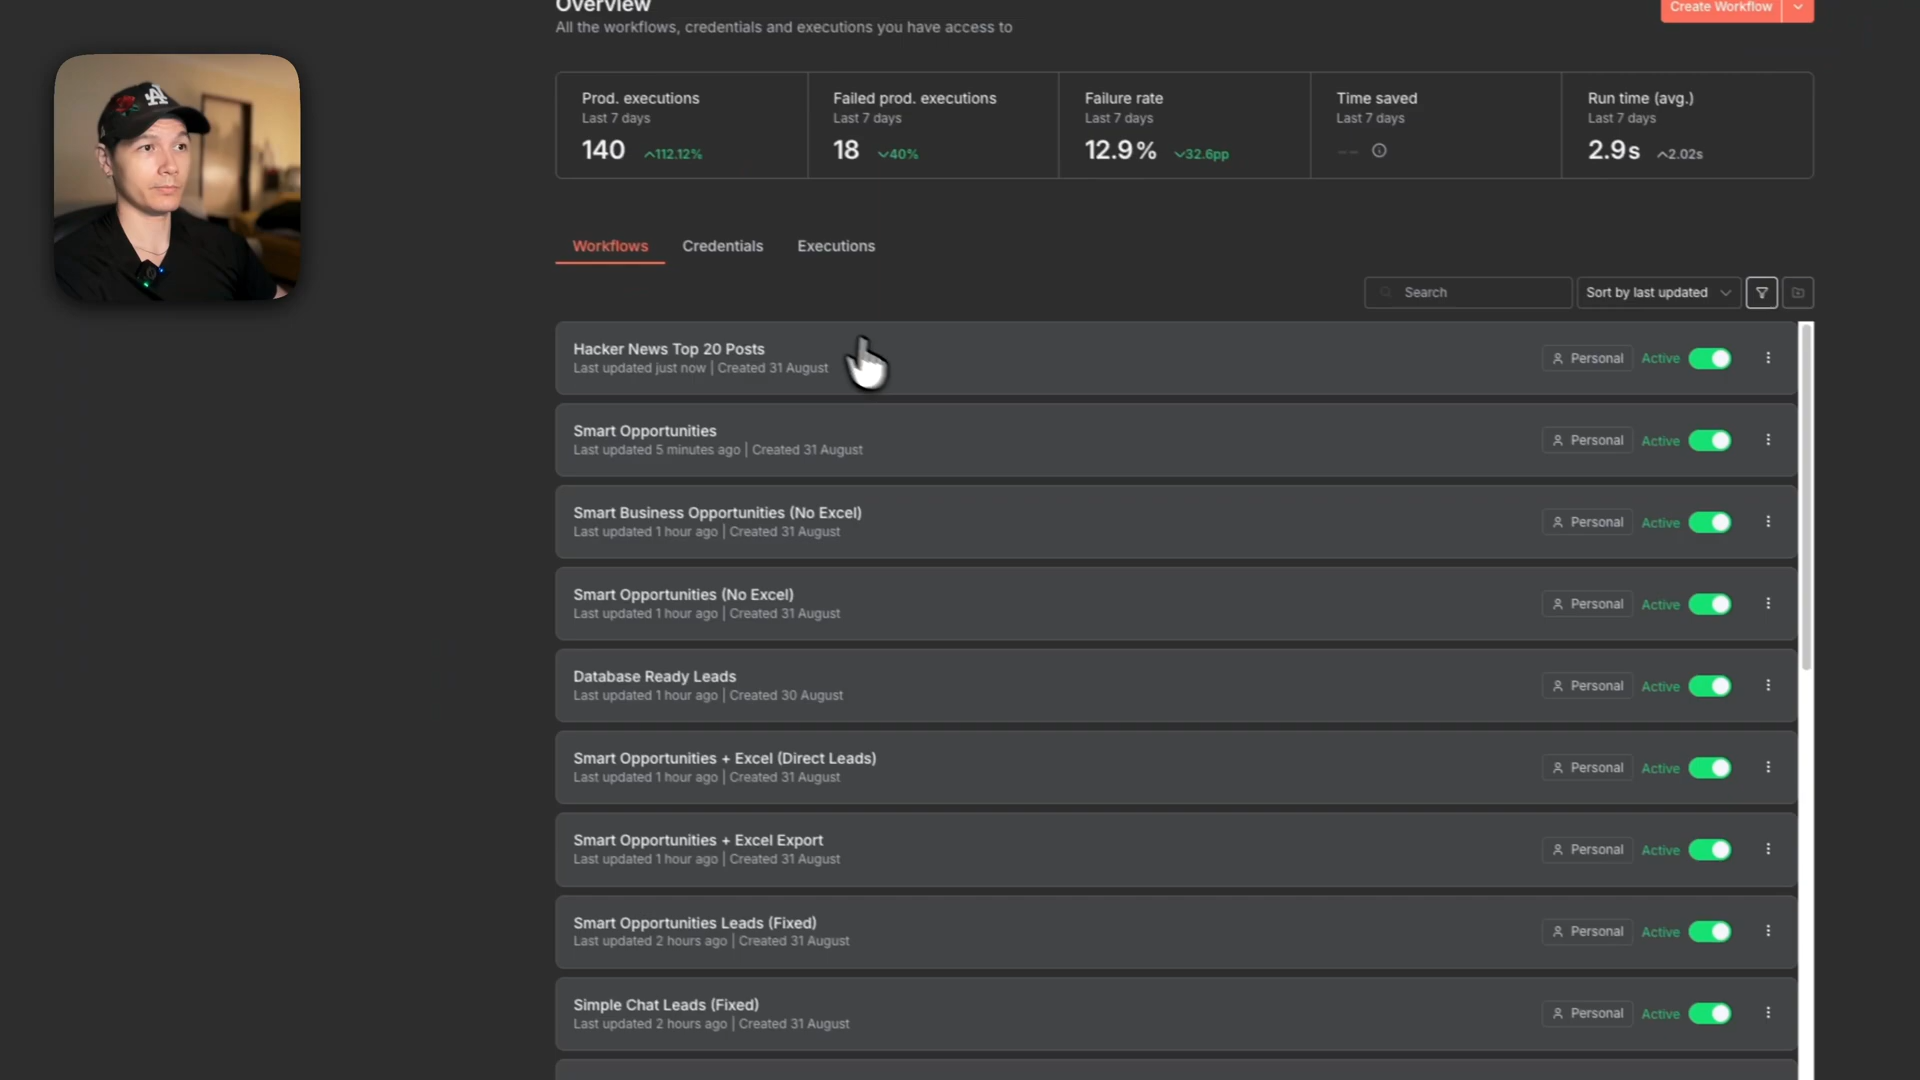 Overview
All the workflows, credentials and executions you have access to
Create Workflow
Prod. executions
Last 7 days
140 112.12%
Failed prod. executions
Last 7 days
18 40%
Failure rate
Last 7 days
12.9% 32.6pp
Time saved
Last 7 days
--
Run time (avg.)
Last 7 days
2.9s 2.02s
Workflows Credentials Executions
Search Sort by last updated
Hacker News Top 20 Posts
Last updated just now | Created 31 August
Personal Active
Smart Opportunities
Last updated 5 minutes ago | Created 31 August
Personal Active
Smart Business Opportunities (No Excel)
Last updated 1 hour ago | Created 31 August
Personal Active
Smart Opportunities (No Excel)
Last updated 1 hour ago | Created 31 August
Personal Active
Database Ready Leads
Last updated 1 hour ago | Created 30 August
Personal Active
Smart Opportunities + Excel (Direct Leads)
Last updated 1 hour ago | Created 31 August
Personal Active
Smart Opportunities + Excel Export
Last updated 1 hour ago | Created 31 August
Personal Active
Smart Opportunities Leads (Fixed)
Last updated 2 hours ago | Created 31 August
Personal Active
Simple Chat Leads (Fixed)
Last updated 2 hours ago | Created 31 August
Personal Active
LA